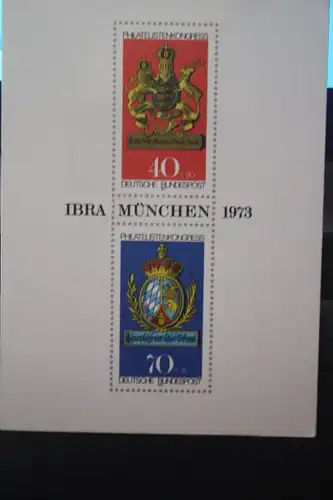 PHILATELISTENKONGRESS
40+20
DEUTSCHE BUNDESPOST
IBRA MÜNCHEN 1973
PHILATELISTENKONGRESS
70
DEUTSCHE BUNDESPOST